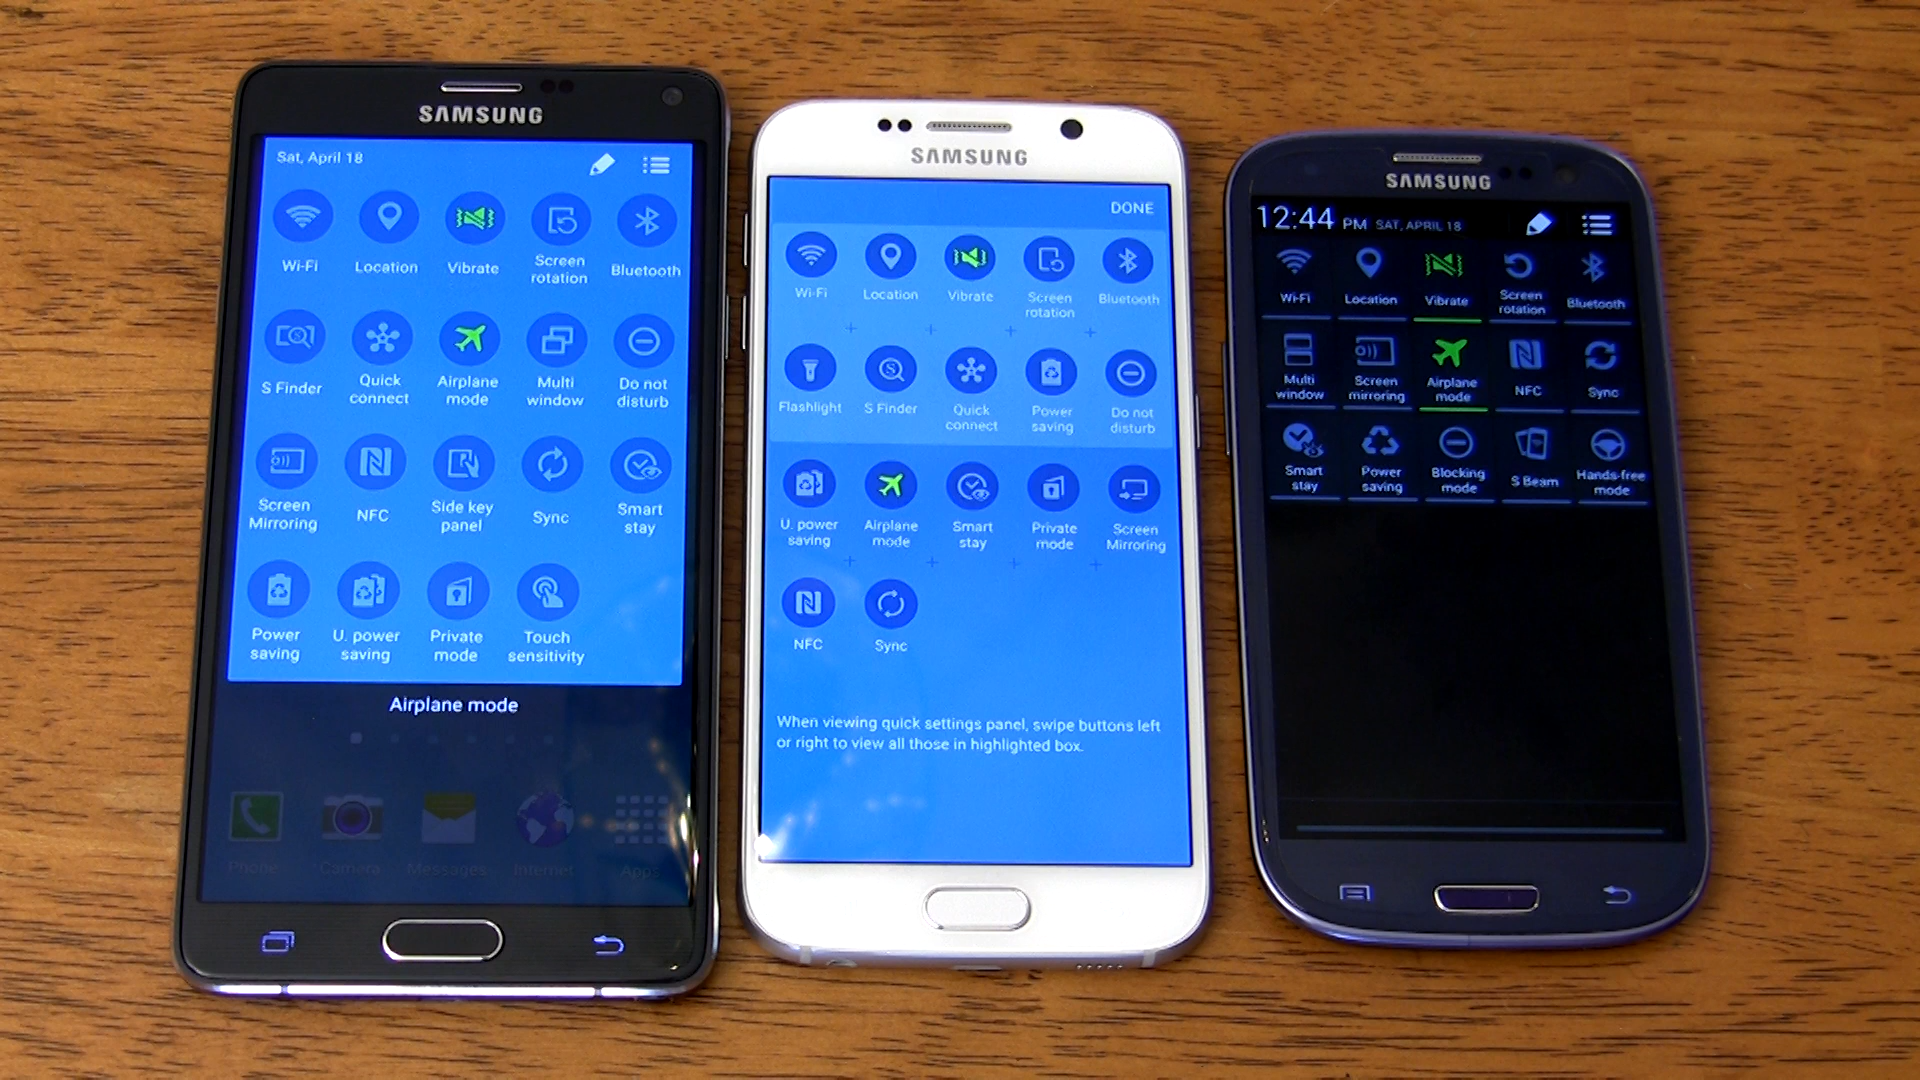 SAMSUNG
Sat, April 18
Wi-Fi
Location
Vibrate
Screen
rotation
Bluetooth
S Finder
Quick
connect
Airplane
mode
Multi
window
Do not
disturb
Screen
Mirroring
NFC
Side key
panel
Sync
Smart
stay
Power
saving
U. power
saving
Private
mode
Touch
sensitivity
Airplane mode
Phone
Camera
Messages
Internet
Apps
SAMSUNG
DONE
Wi-Fi
Location
Vibrate
Screen
rotation
Bluetooth
Flashlight
S Finder
Quick
connect
Power
saving
Do not
disturb
U. power
saving
Airplane
mode
Smart
stay
Private
mode
Screen
Mirroring
NFC
Sync
When viewing quick settings panel, swipe buttons left
or right to view all those in highlighted box.
SAMSUNG
12:44 PM SAT, APRIL 18
Wi-Fi
Location
Vibrate
Screen
rotation
Bluetooth
Multi
window
Screen
mirroring
Airplane
mode
NFC
Sync
Smart
stay
Power
saving
Blocking
mode
S Beam
Hands-free
mode